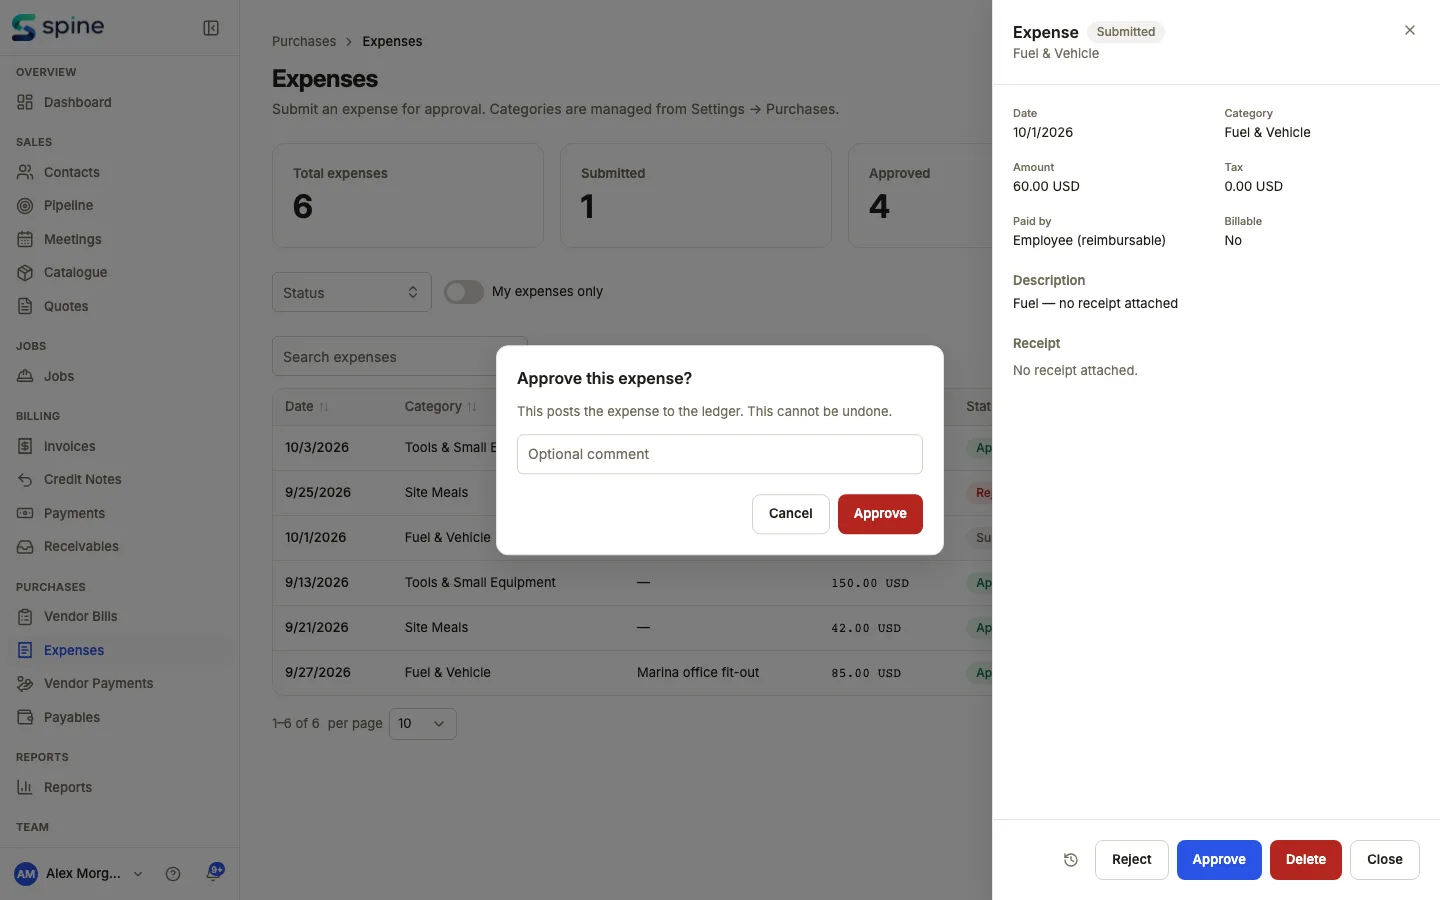 spine
OVERVIEW
Dashboard
SALES
Contacts
Pipeline
Meetings
Catalogue
Quotes
JOBS
Jobs
BILLING
Invoices
Credit Notes
Payments
Receivables
PURCHASES
Vendor Bills
Expenses
Vendor Payments
Payables
REPORTS
Reports
TEAM
AM Alex Morg... 9+
Purchases > Expenses
Expenses
Submit an expense for approval. Categories are managed from Settings → Purchases.
Total expenses
6
Submitted
1
Approved
4
Status
My expenses only
Search expenses
Date Category
10/3/2026 Tools & Small
9/25/2026 Site Meals
10/1/2026 Fuel & Vehicle
9/13/2026 Tools & Small Equipment — 150.00 USD
9/21/2026 Site Meals — 42.00 USD
9/27/2026 Fuel & Vehicle Marina office fit-out 85.00 USD
1–6 of 6 per page 10
Approve this expense?
This posts the expense to the ledger. This cannot be undone.
Optional comment
Cancel Approve
Expense Submitted
Fuel & Vehicle
Date Category
10/1/2026 Fuel & Vehicle
Amount Tax
60.00 USD 0.00 USD
Paid by Billable
Employee (reimbursable) No
Description
Fuel — no receipt attached
Receipt
No receipt attached.
Reject Approve Delete Close